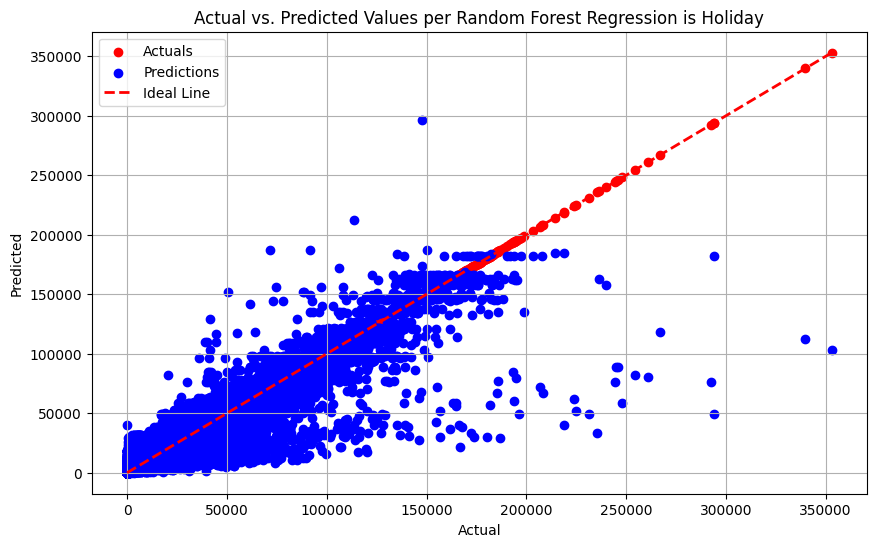 Actual vs. Predicted Values per Random Forest Regression is Holiday
Actuals
Predictions
Ideal Line
350000
300000
250000
200000
150000
100000
50000
0
Predicted
0
50000
100000
150000
200000
250000
300000
350000
Actual